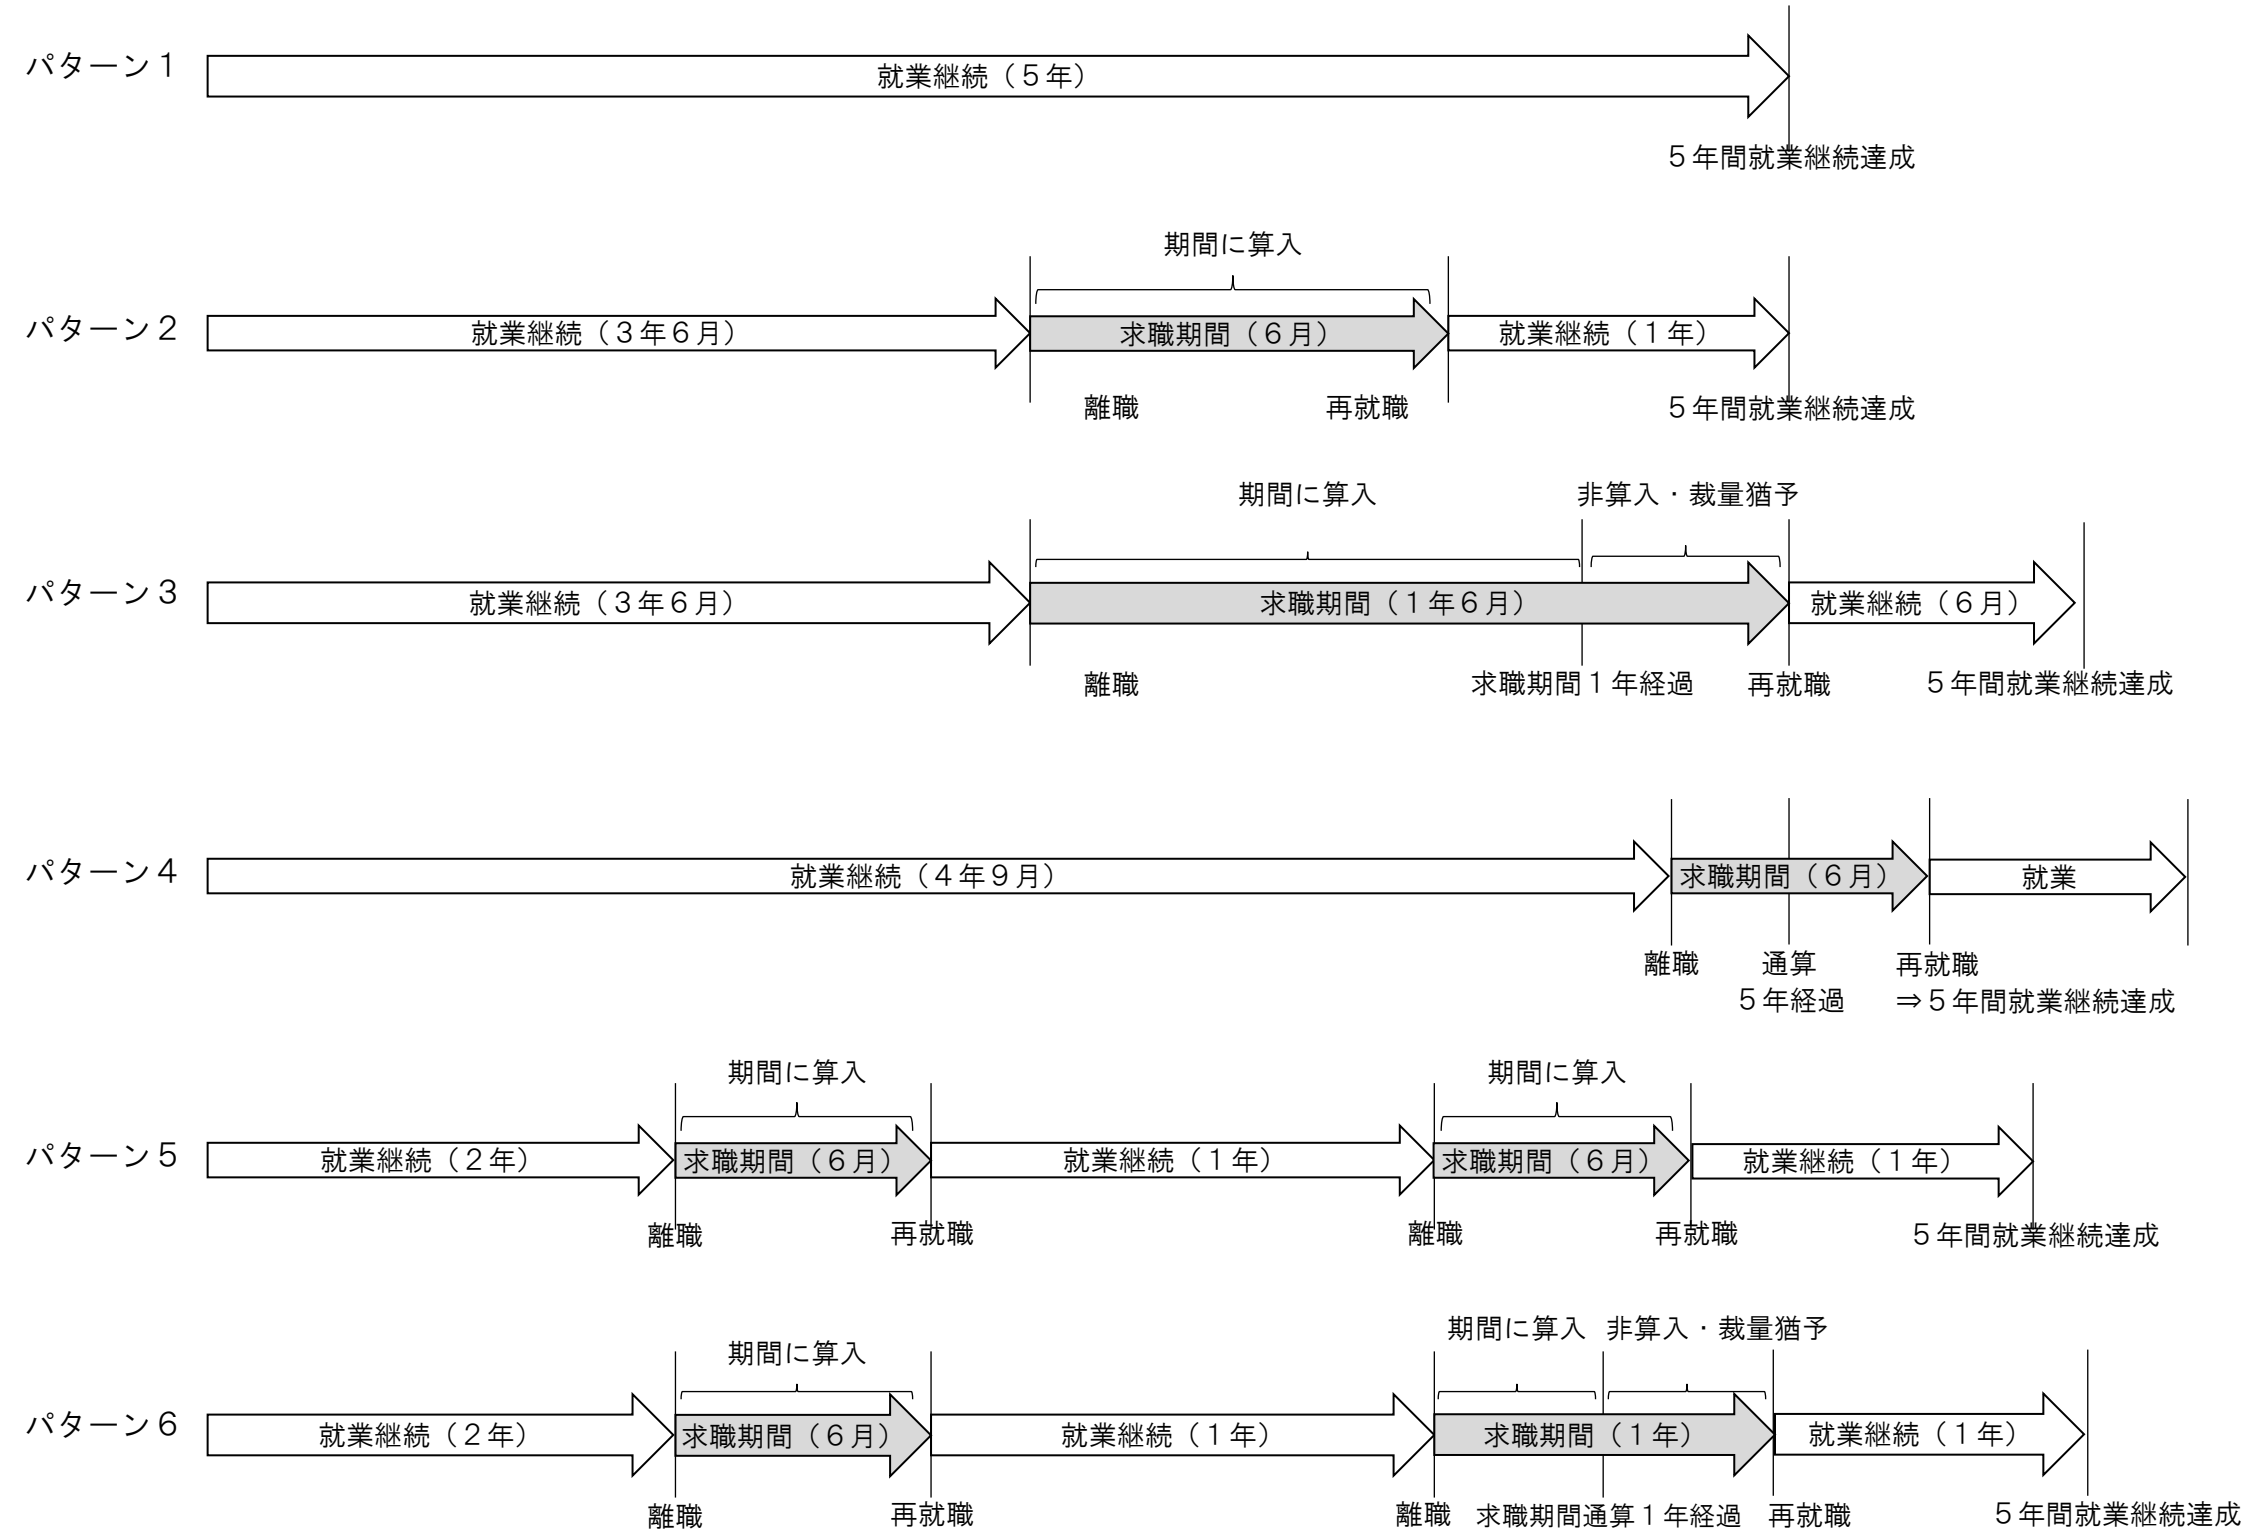 パターン１
就業継続（５年）
５年間就業継続達成
期間に算入
パターン２
就業継続（３年６月）
求職期間（６月）
就業継続（１年）
離職
再就職
５年間就業継続達成
期間に算入
非算入・裁量猶予
パターン３
就業継続（３年６月）
求職期間（１年６月）
就業継続（６月）
離職
求職期間１年経過
再就職
５年間就業継続達成
パターン４
就業継続（４年９月）
求職期間（６月）
就業
離職
通算
５年経過
再就職
⇒５年間就業継続達成
期間に算入
期間に算入
パターン５
就業継続（２年）
求職期間（６月）
就業継続（１年）
求職期間（６月）
就業継続（１年）
離職
再就職
離職
再就職
５年間就業継続達成
期間に算入
期間に算入
非算入・裁量猶予
パターン６
就業継続（２年）
求職期間（６月）
就業継続（１年）
求職期間（１年）
就業継続（１年）
離職
再就職
離職
求職期間通算１年経過
再就職
５年間就業継続達成